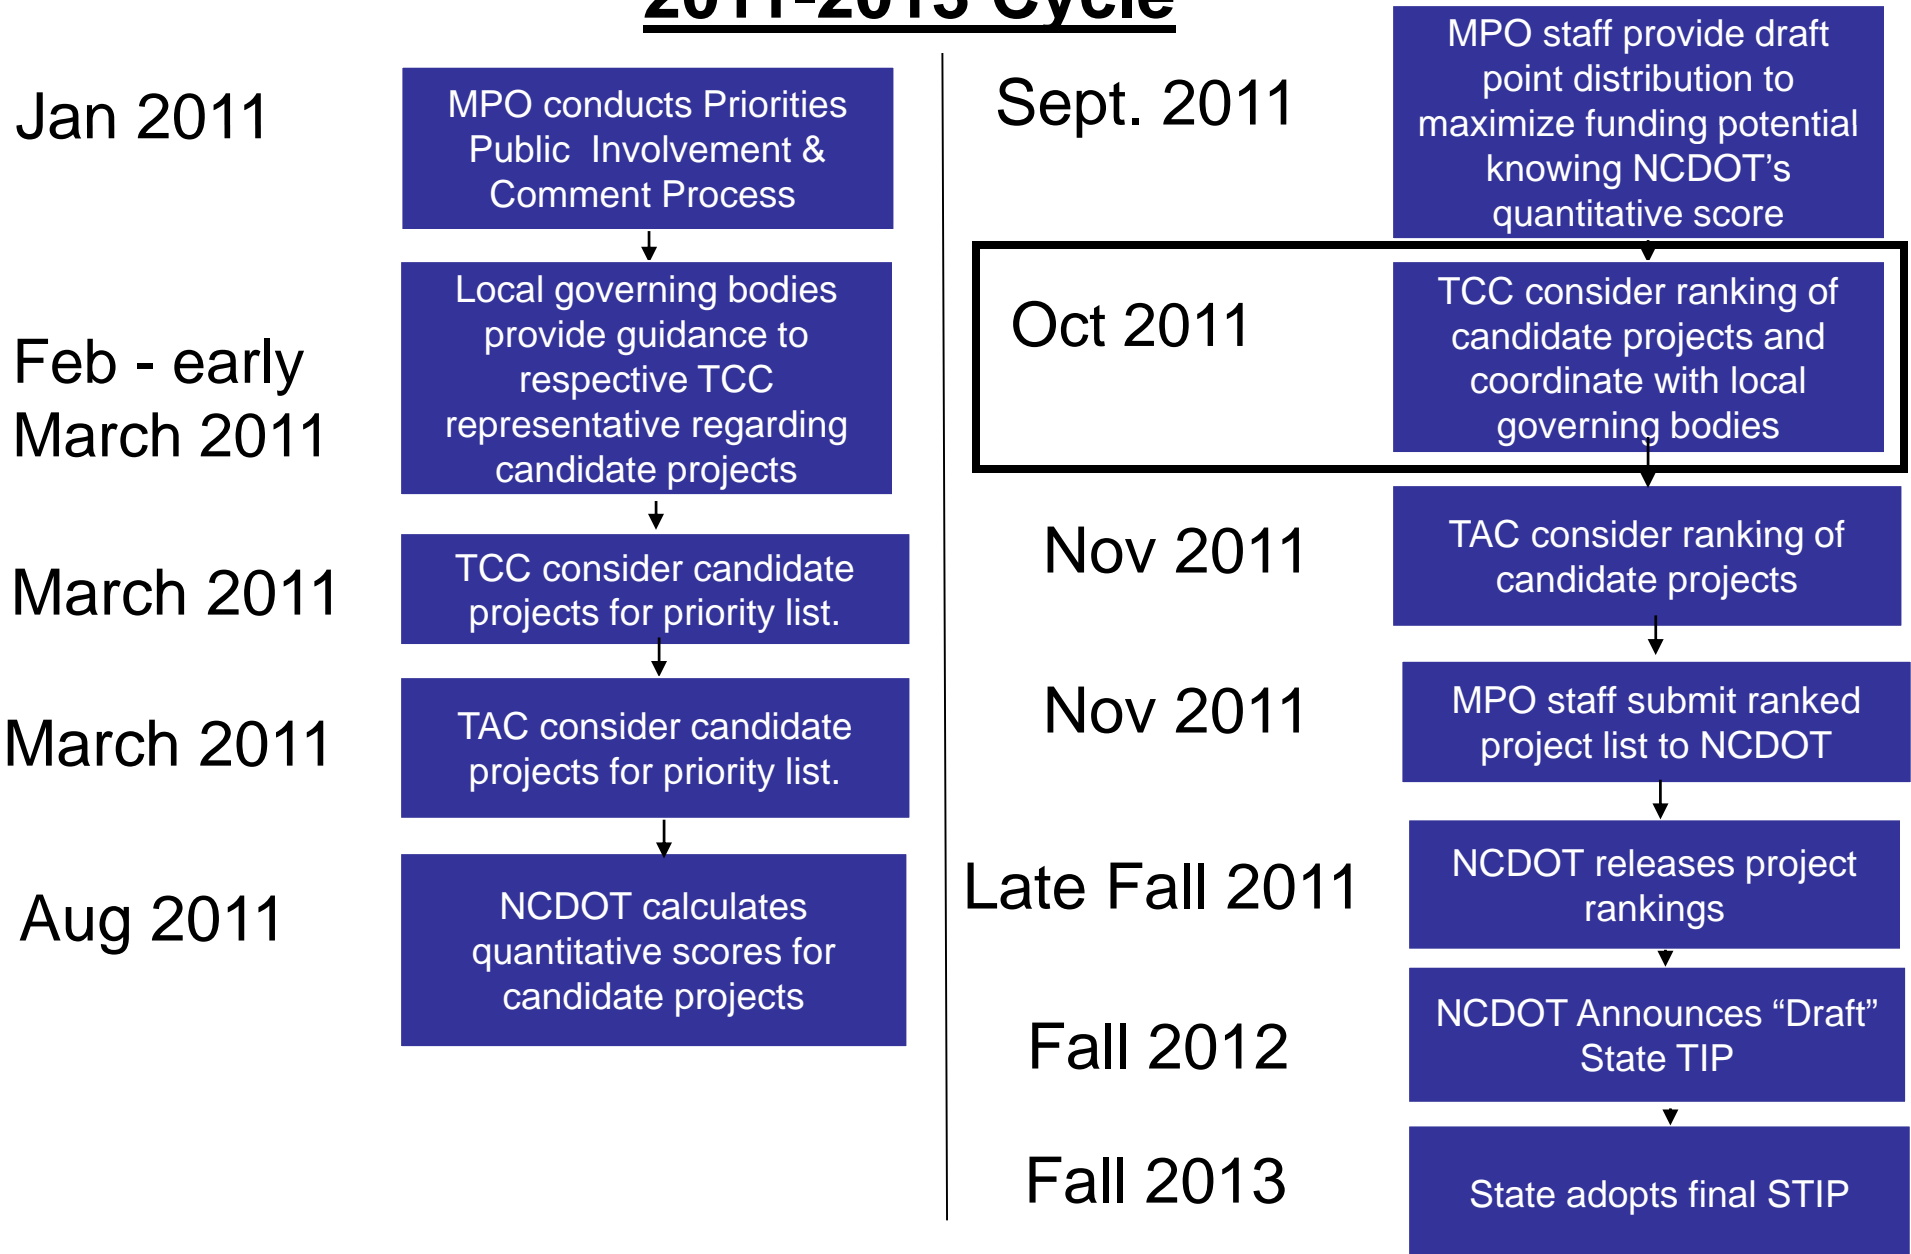 2011-2013 Cycle
Jan 2011
MPO conducts Priorities
Public Involvement &
Comment Process
Feb - early
March 2011
Local governing bodies
provide guidance to
respective TCC
representative regarding
candidate projects
March 2011
TCC consider candidate
projects for priority list.
March 2011
TAC consider candidate
projects for priority list.
Aug 2011
NCDOT calculates
quantitative scores for
candidate projects
Sept. 2011
MPO staff provide draft
point distribution to
maximize funding potential
knowing NCDOT’s
quantitative score
Oct 2011
TCC consider ranking of
candidate projects and
coordinate with local
governing bodies
Nov 2011
TAC consider ranking of
candidate projects
Nov 2011
MPO staff submit ranked
project list to NCDOT
Late Fall 2011
NCDOT releases project
rankings
Fall 2012
NCDOT Announces “Draft”
State TIP
Fall 2013
State adopts final STIP